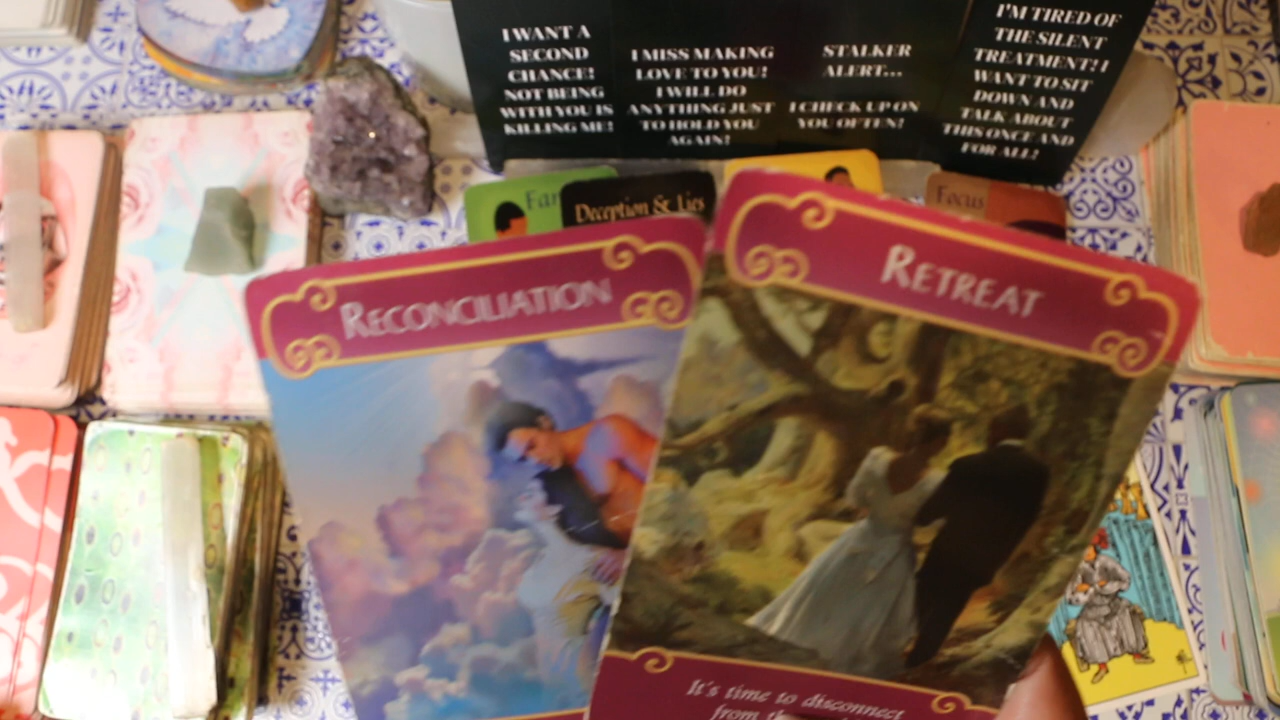 I WANT A
SECOND
CHANCE!
NOT BEING
WITH YOU IS
KILLING ME!
I MISS MAKING
LOVE TO YOU!
I WILL DO
ANYTHING JUST
TO HOLD YOU
AGAIN!
STALKER
ALERT...
I CHECK UP ON
YOU OFTEN!
I'M TIRED OF
THE SILENT
TREATMENT! I
WANT TO SIT
DOWN AND
TALK ABOUT
THIS ONCE AND
FOR ALL!
Deception & Lies
Focus
RECONCILIATION
RETREAT
It's time to disconnect
from